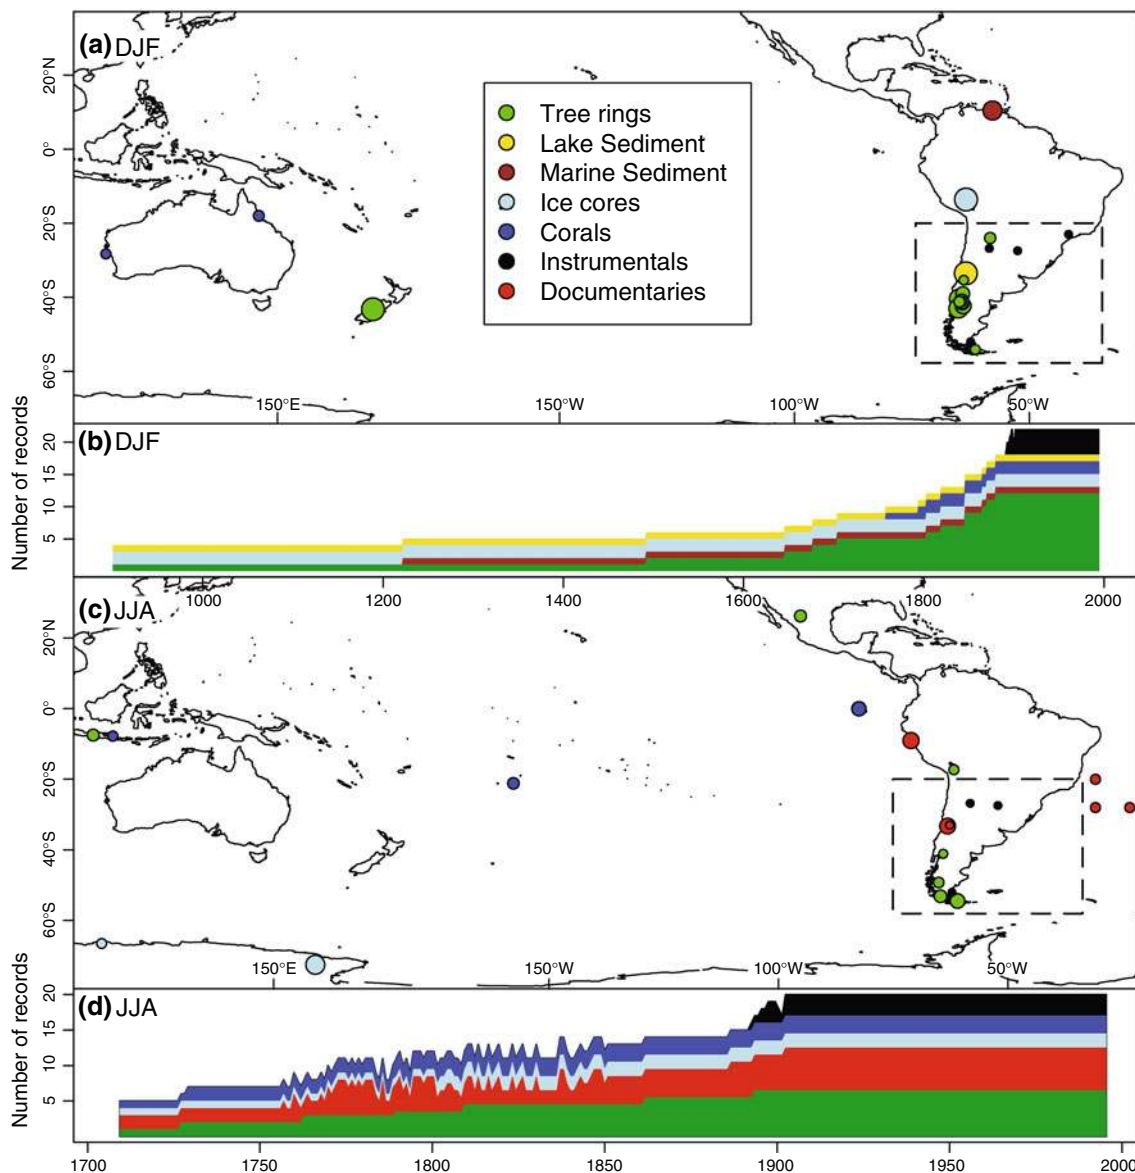 (a) DJF
20°N
0°
20°S
40°S
60°S
Tree rings
Lake Sediment
Marine Sediment
Ice cores
Corals
Instrumentals
Documentaries
150°E
150°W
100°W
50°W
(b) DJF
Number of records
20
15
10
5
1000
1200
1400
1600
1800
2000
(c) JJA
20°N
0°
20°S
40°S
60°S
150°E
150°W
100°W
50°W
(d) JJA
Number of records
20
15
10
5
1700
1750
1800
1850
1900
1950
2000